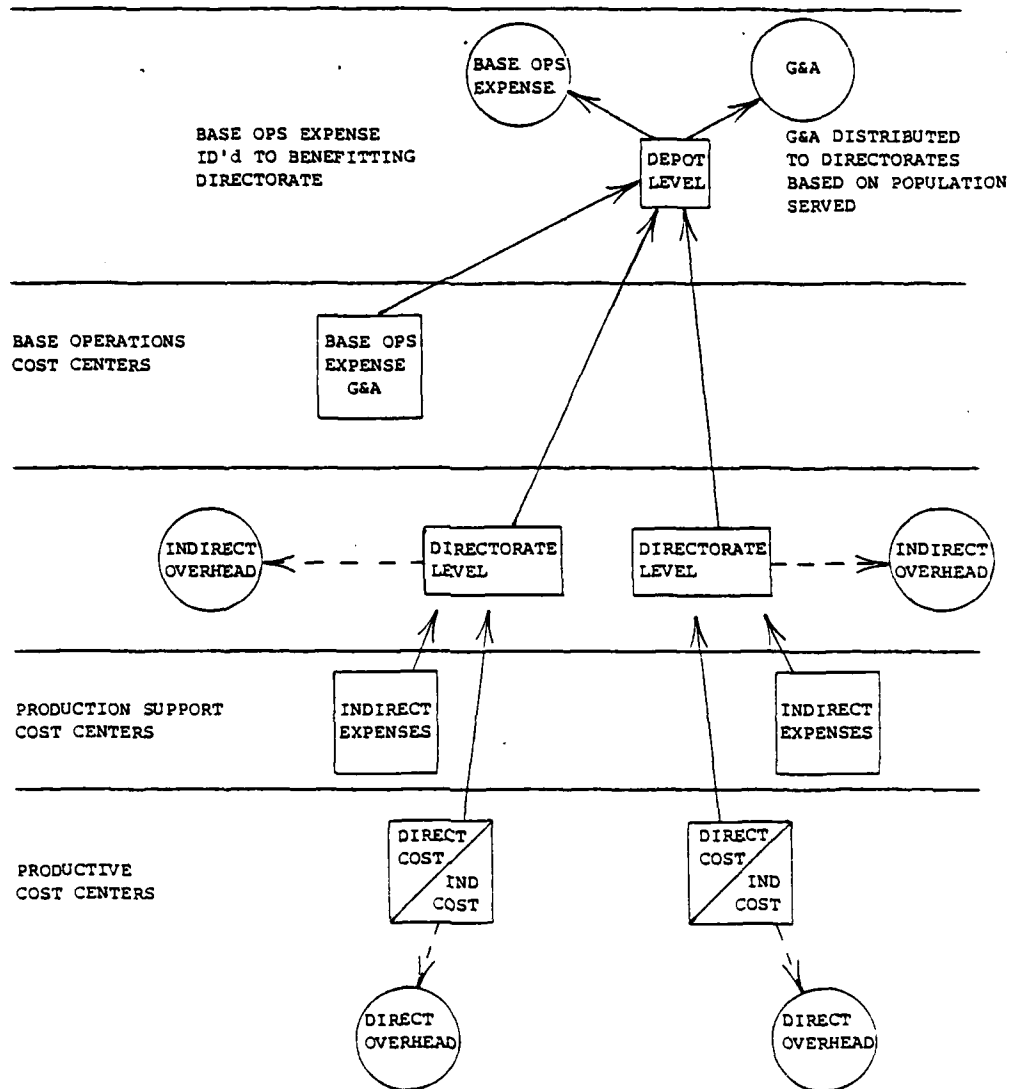 BASE OPS
EXPENSE
G&A
BASE OPS EXPENSE
ID'd TO BENEFITTING
DIRECTORATE
DEPOT
LEVEL
G&A DISTRIBUTED
TO DIRECTORATES
BASED ON POPULATION
SERVED
BASE OPERATIONS
COST CENTERS
BASE OPS
EXPENSE
G&A
INDIRECT
OVERHEAD
DIRECTORATE
LEVEL
DIRECTORATE
LEVEL
INDIRECT
OVERHEAD
PRODUCTION SUPPORT
COST CENTERS
INDIRECT
EXPENSES
INDIRECT
EXPENSES
PRODUCTIVE
COST CENTERS
DIRECT
COST
IND
COST
DIRECT
COST
IND
COST
DIRECT
OVERHEAD
DIRECT
OVERHEAD